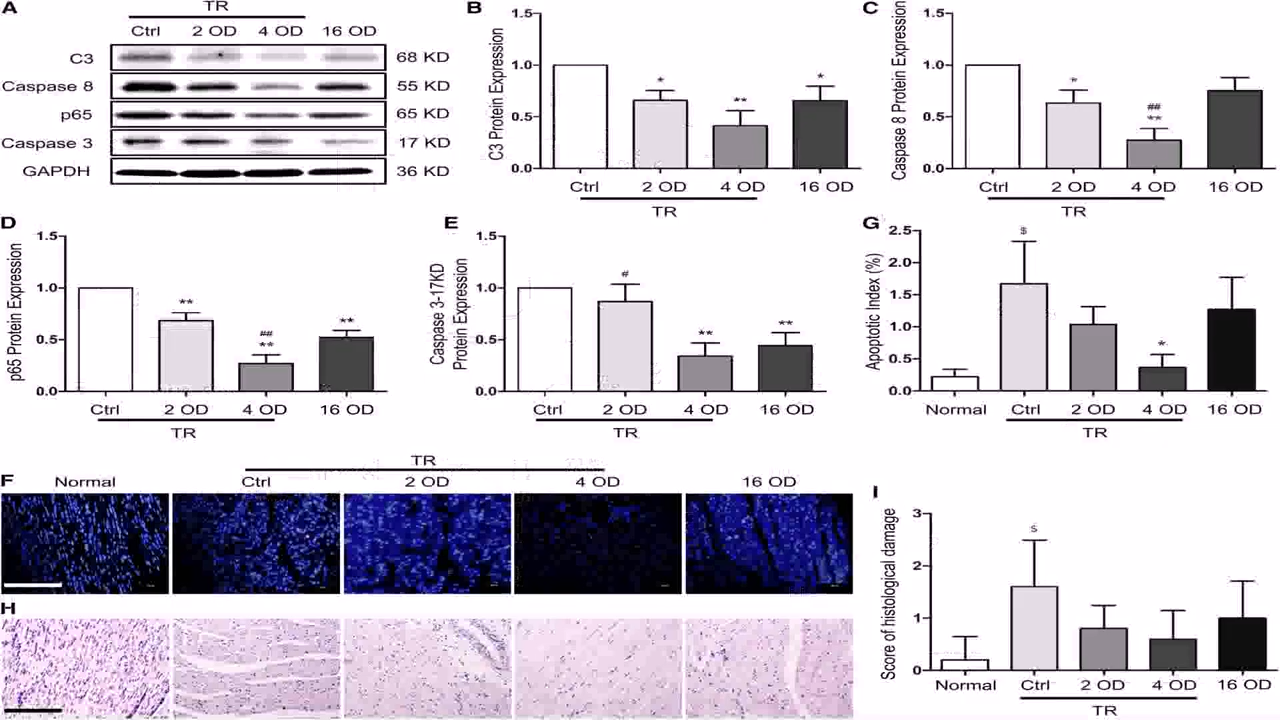 A
TR
Ctrl 2 OD 4 OD 16 OD
C3 68 KD
Caspase 8 55 KD
p65 65 KD
Caspase 3 17 KD
GAPDH 36 KD
B
C3 Protein Expression
1.5
1.0
0.5
0.0
*
**
*
Ctrl 2 OD 4 OD 16 OD
TR
C
Caspase 8 Protein Expression
1.5
1.0
0.5
0.0
*
##
**
Ctrl 2 OD 4 OD 16 OD
TR
D
p65 Protein Expression
1.5
1.0
0.5
0.0
**
##
**
**
Ctrl 2 OD 4 OD 16 OD
TR
E
Caspase 3-17KD
Protein Expression
1.5
1.0
0.5
0.0
#
**
**
Ctrl 2 OD 4 OD 16 OD
TR
G
Apoptotic Index (%)
2.5
2.0
1.5
1.0
0.5
0.0
$
*
Normal Ctrl 2 OD 4 OD 16 OD
TR
F
TR
Normal Ctrl 2 OD 4 OD 16 OD
H
I
Score of histological damage
3
2
1
0
$
Normal Ctrl 2 OD 4 OD 16 OD
TR